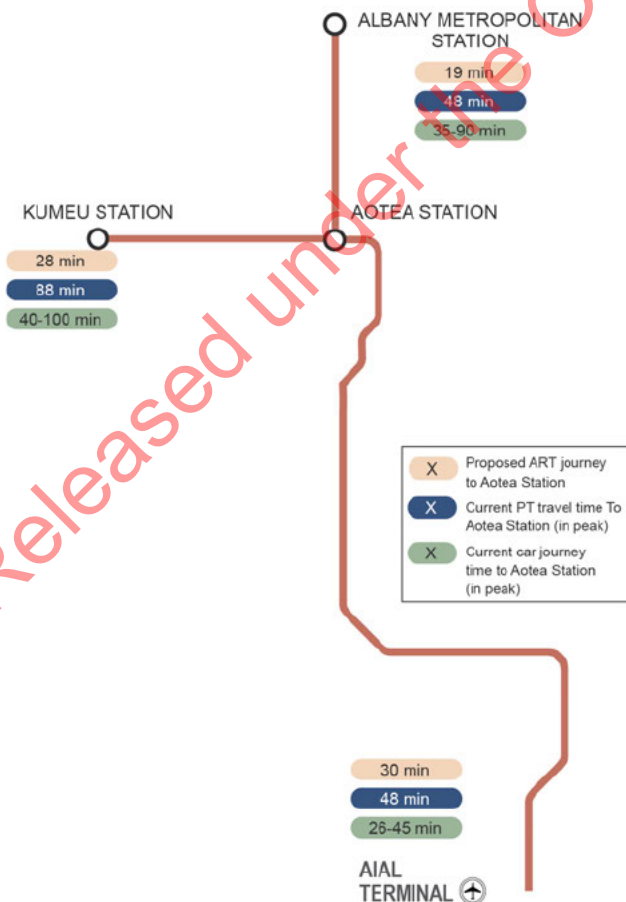 ALBANY METROPOLITAN
STATION
19 min
48 min
35-90 min
KUMEU STATION
28 min
88 min
40-100 min
AOTEA STATION
X Proposed ART journey
to Aotea Station
X Current PT travel time To
Aotea Station (in peak)
X Current car journey
time to Aotea Station
(in peak)
30 min
48 min
26-45 min
AIAL
TERMINAL
Released under the O